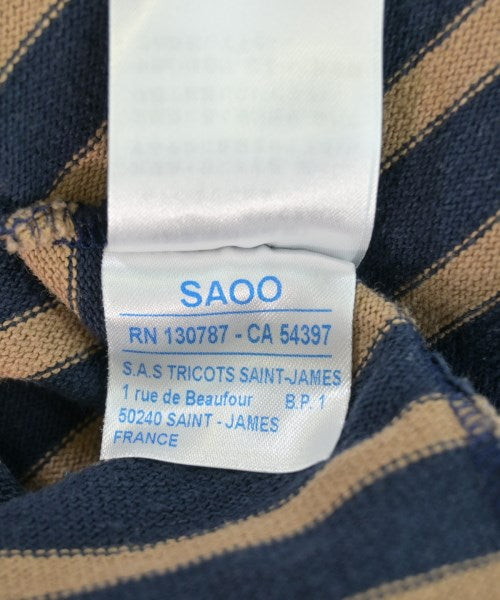 SAOO
RN 130787 - CA 54397
S.A.S TRICOTS SAINT-JAMES
1 rue de Beaufour B.P. 1
50240 SAINT - JAMES
FRANCE